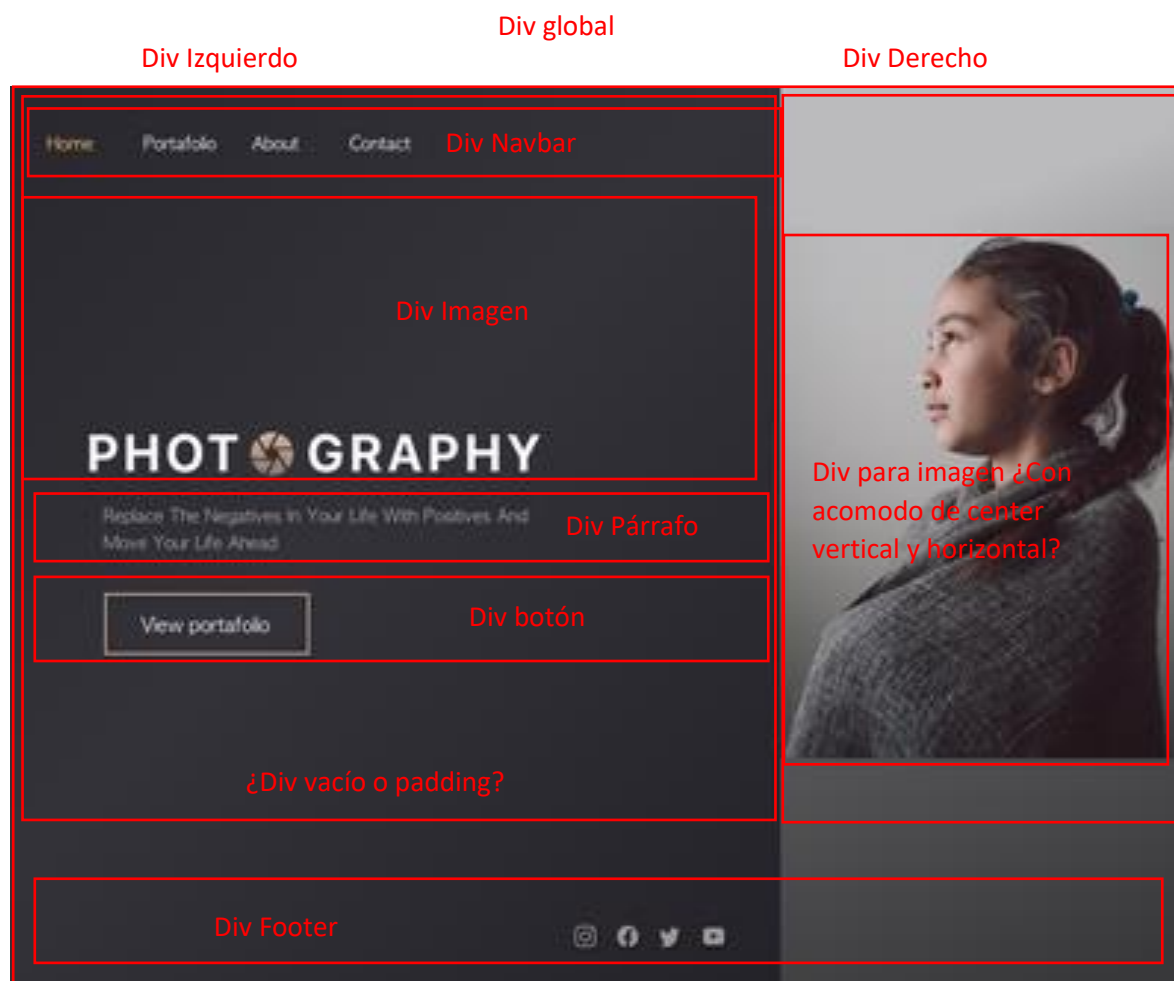 Div global
Div Izquierdo
Div Derecho
Home Portafolio About Contact Div Navbar
Div Imagen
PHOT GRAPHY
Div para imagen ¿Con
acomodo de center
vertical y horizontal?
Replace The Negatives In Your Life With Positives And
Move Your Life Ahead
Div Párrafo
View portafolio
Div botón
¿Div vacío o padding?
Div Footer